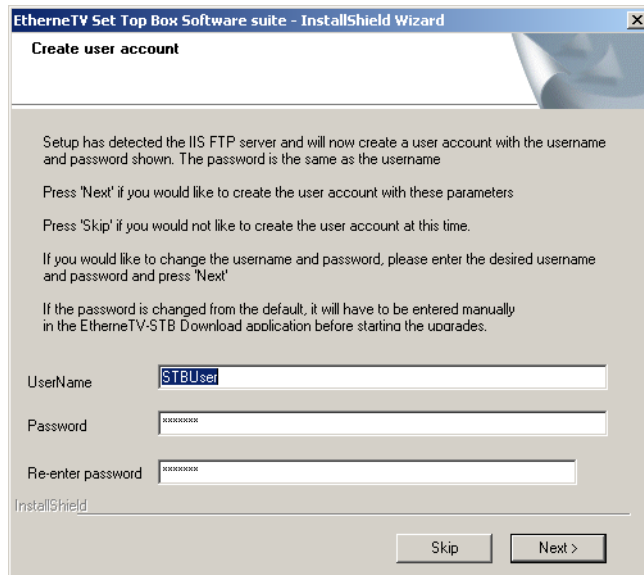 EtherneTV Set Top Box Software suite - InstallShield Wizard
Create user account
Setup has detected the IIS FTP server and will now create a user account with the username
and password shown. The password is the same as the username
Press 'Next' if you would like to create the user account with these parameters
Press 'Skip' if you would not like to create the user account at this time.
If you would like to change the username and password, please enter the desired username
and password and press 'Next'
If the password is changed from the default, it will have to be entered manually
in the EtherneTV-STB Download application before starting the upgrades.
UserName STBUser
Password *******
Re-enter password *******
InstallShield
Skip Next >